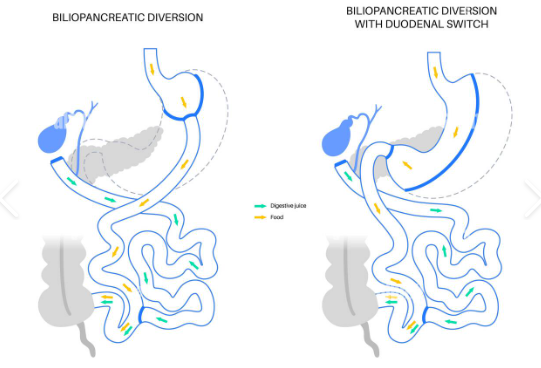 BILIOPANCREATIC DIVERSION
BILIOPANCREATIC DIVERSION
WITH DUODENAL SWITCH
Digestive juice
Food